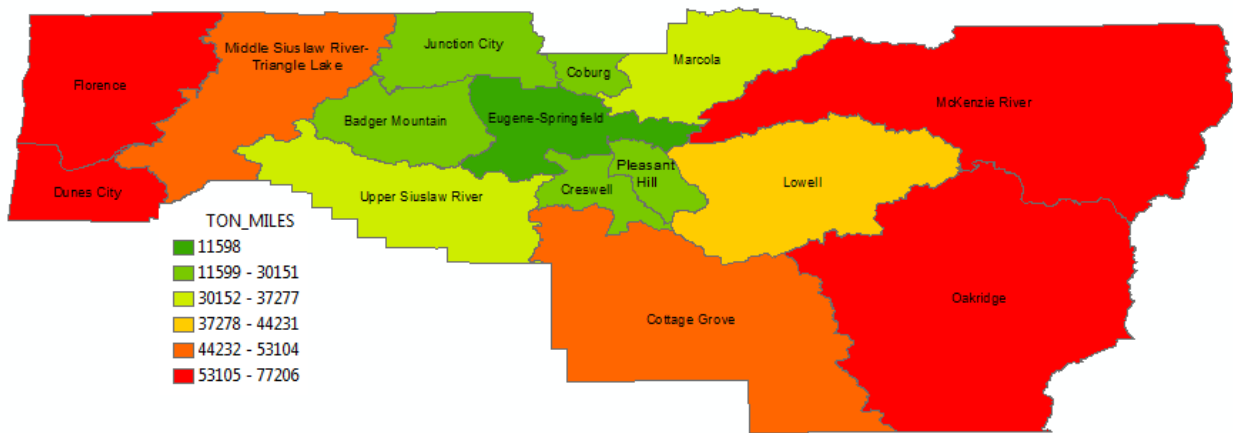 Middle Siuslaw River-
Triangle Lake
Junction City
Coburg
Marcola
Florence
McKenzie River
Badger Mountain
Eugene-Springfield
Pleasant
Hill
Lowell
Dunes City
Upper Siuslaw River
Creswell
Oakridge
Cottage Grove
TON_MILES
11598
11599 - 30151
30152 - 37277
37278 - 44231
44232 - 53104
53105 - 77206